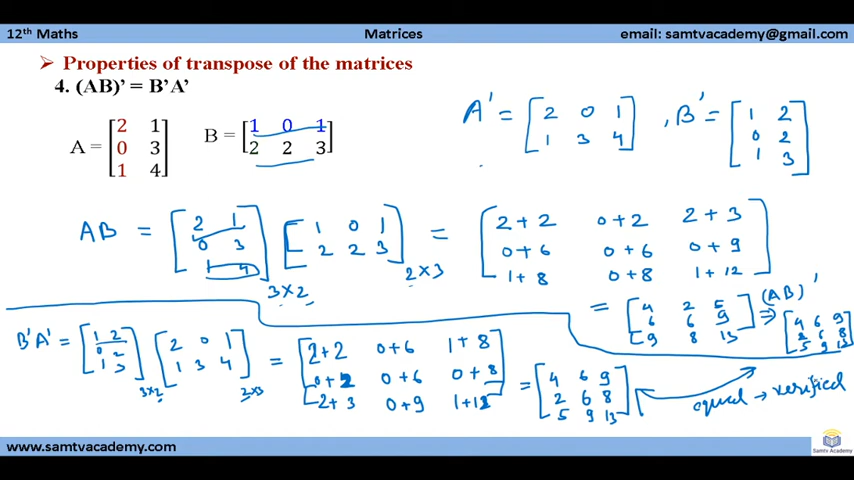 12th Maths Matrices email: samtvacademy@gmail.com
➢ Properties of transpose of the matrices
4. (AB)’ = B’A’
A = [2 1
0 3
1 4]
B = [1 0 1
2 2 3]
A' = [2 0 1
1 3 4]
, B' = [1 2
0 2
1 3]
AB = [2 1
0 3
1 4] 3×2
[1 0 1
2 2 3] 2×3
= [2+2 0+2 2+3
0+6 0+6 0+9
1+8 0+8 1+12]
= [4 2 5
6 6 9
9 8 13]
⇒ (AB)'
[4 6 9
2 6 8
5 9 13]
B'A' = [1 2
0 2
1 3] 3×2
[2 0 1
1 3 4] 2×3
= [2+2 0+6 1+8
0+2 0+6 0+8
2+3 0+9 1+12]
= [4 6 9
2 6 8
5 9 13]
equal → verified
www.samtvacademy.com
Samtv Academy